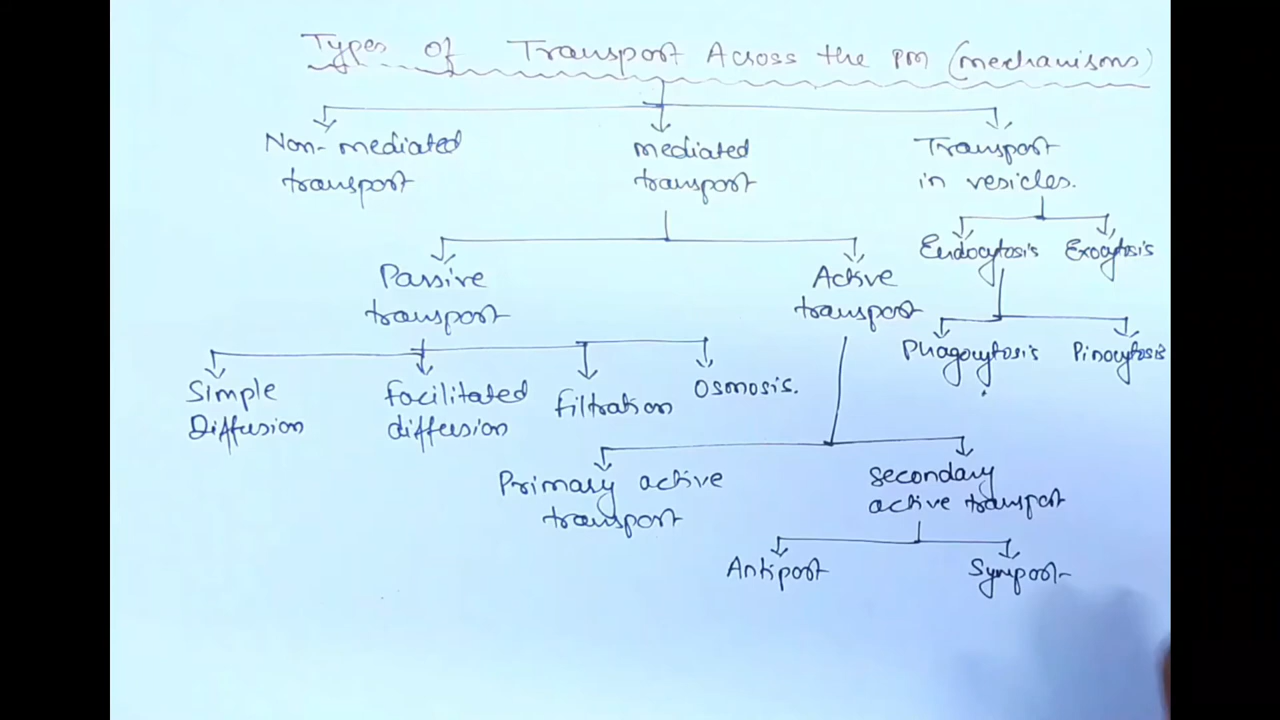 Types of Transport Across the PM (mechanisms)
Non-mediated
transport
mediated
transport
Transport
in vesicles.
Endocytosis
Exocytosis
Passive
transport
Active
transport
Phagocytosis
Pinocytosis
Simple
Diffusion
facilitated
diffusion
filtration
Osmosis.
Primary active
transport
secondary
active transport
Antiport
Symport